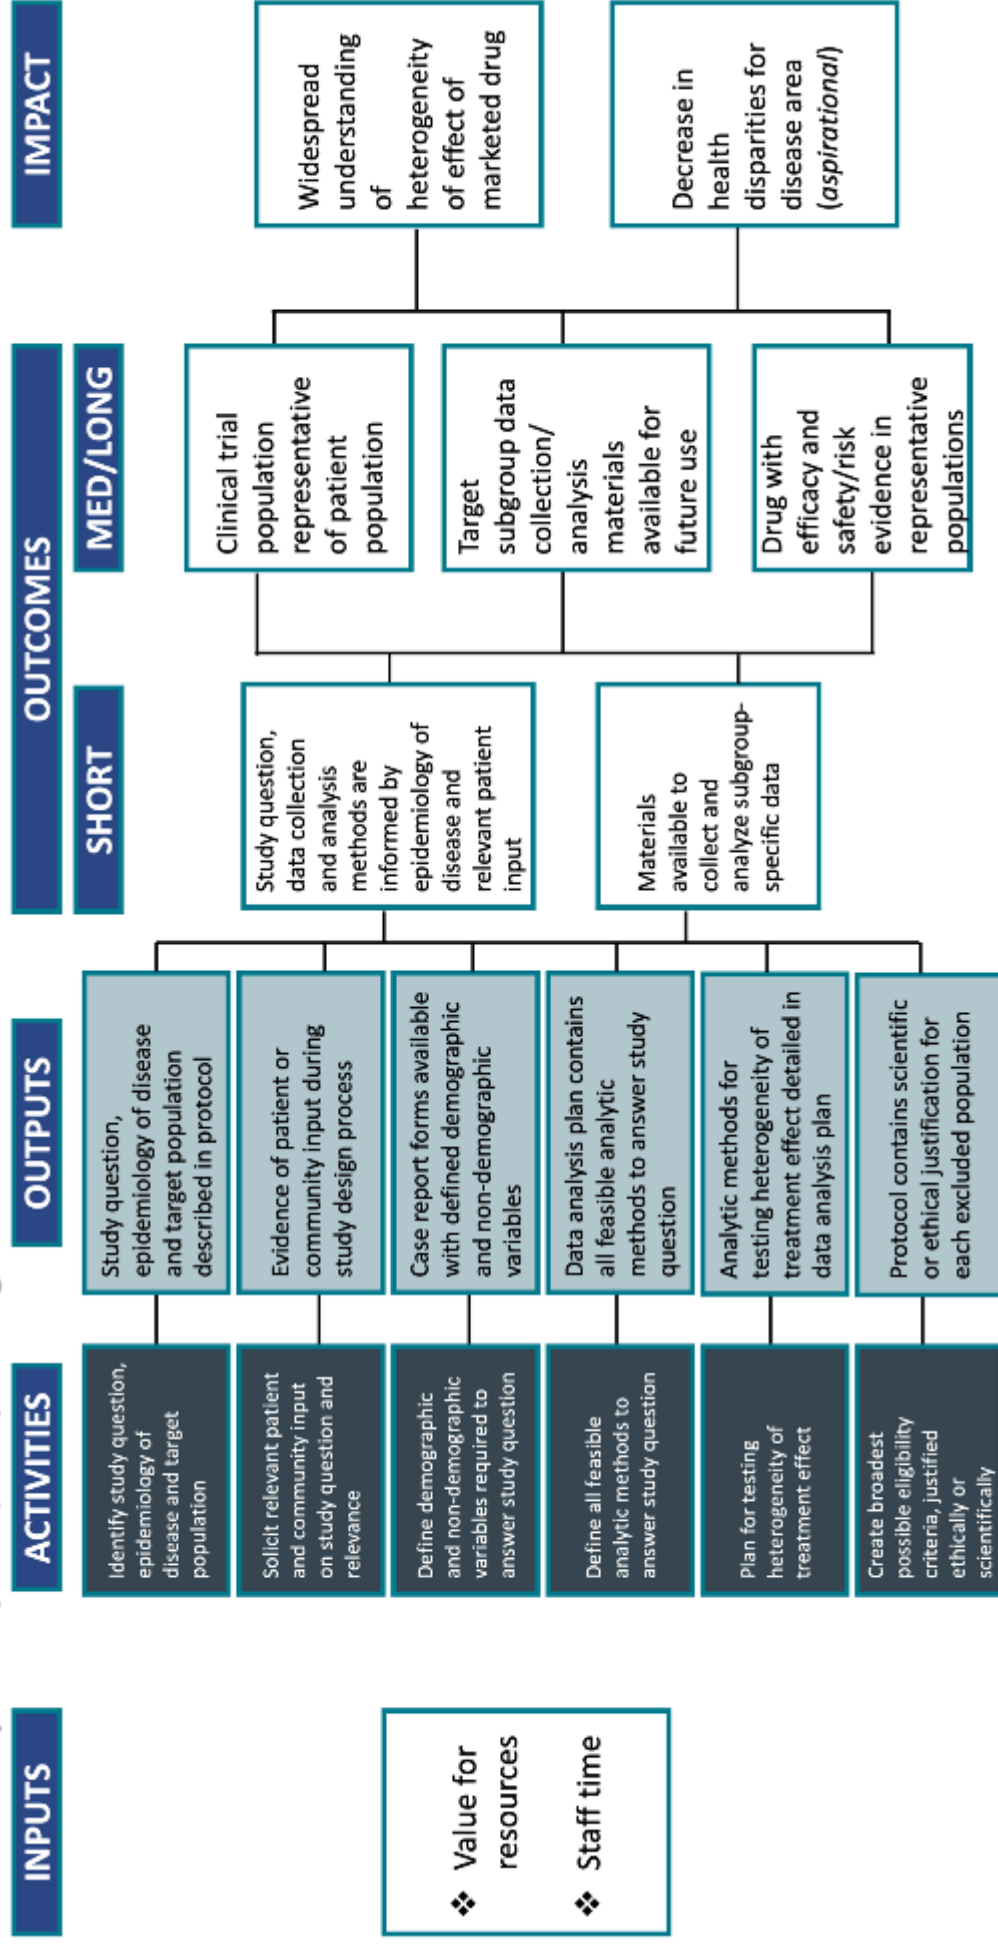 INPUTS
❖ Value for
resources
❖ Staff time
ACTIVITIES
Identify study question,
epidemiology of
disease and target
population
Solicit relevant patient
and community input
on study question and
relevance
Define demographic
and non-demographic
variables required to
answer study question
Define all feasible
analytic methods to
answer study question
Plan for testing
heterogeneity of
treatment effect
Create broadest
possible eligibility
criteria, justified
ethically or
scientifically
OUTPUTS
Study question,
epidemiology of disease
and target population
described in protocol
Evidence of patient or
community input during
study design process
Case report forms available
with defined demographic
and non-demographic
variables
Data analysis plan contains
all feasible analytic
methods to answer study
question
Analytic methods for
testing heterogeneity of
treatment effect detailed in
data analysis plan
Protocol contains scientific
or ethical justification for
each excluded population
OUTCOMES
SHORT
Study question,
data collection
and analysis
methods are
informed by
epidemiology of
disease and
relevant patient
input
Materials
available to
collect and
analyze subgroup-
specific data
MED/LONG
Clinical trial
population
representative
of patient
population
Target
subgroup data
collection/
analysis
materials
available for
future use
Drug with
efficacy and
safety/risk
evidence in
representative
populations
IMPACT
Widespread
understanding
of
heterogeneity
of effect of
marketed drug
Decrease in
health
disparities for
disease area
(aspirational)